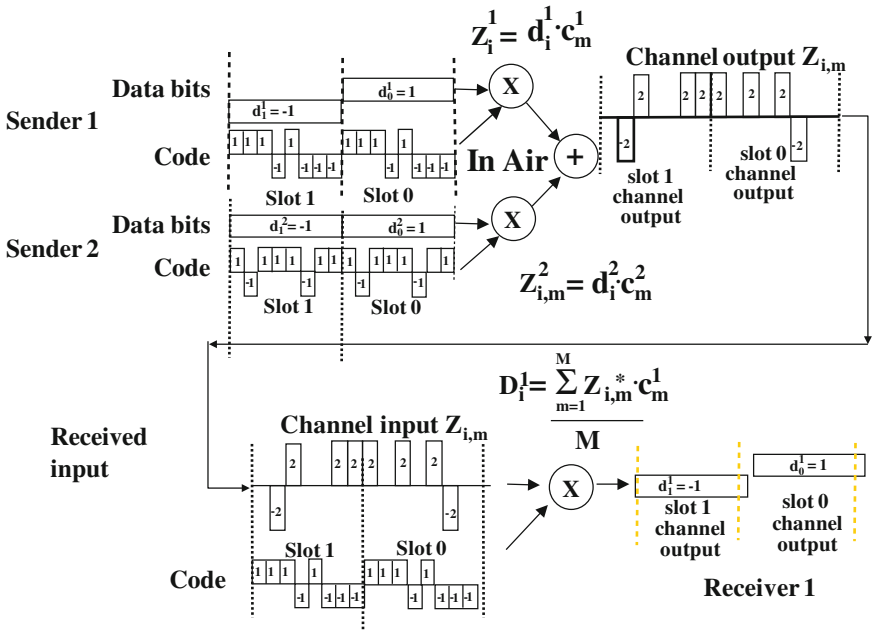 Z_i^1 = d_i^1·c_m^1
Channel output Z_{i,m}
Data bits
d_1^1 = -1
d_0^1 = 1
X
2 2 2 2 2 2 2
-2 -2
Sender 1
Code
1 1 1 -1 1 -1 -1 -1
1 1 1 -1 1 -1 -1 -1
In Air
+
slot 1
channel
output
slot 0
channel
output
Slot 1
Slot 0
Data bits
d_1^2 = -1
d_0^2 = 1
X
Sender 2
Code
1 -1 1 1 1 -1 1 1
1 -1 1 1 1 -1 1
Slot 1
Slot 0
Z_{i,m}^2 = d_i^2·c_m^2
D_i^1 = \frac{\sum_{m=1}^{M} Z_{i,m}^* \cdot c_m^1}{M}
Received
input
Channel input Z_{i,m}
2 2 2 2 2 2
-2 -2
X
d_1^1 = -1
d_0^1 = 1
slot 1
channel
output
slot 0
channel
output
Slot 1
Slot 0
Code
1 1 1 -1 1 -1 -1 -1
1 1 1 -1 1 -1 -1 -1
Receiver 1